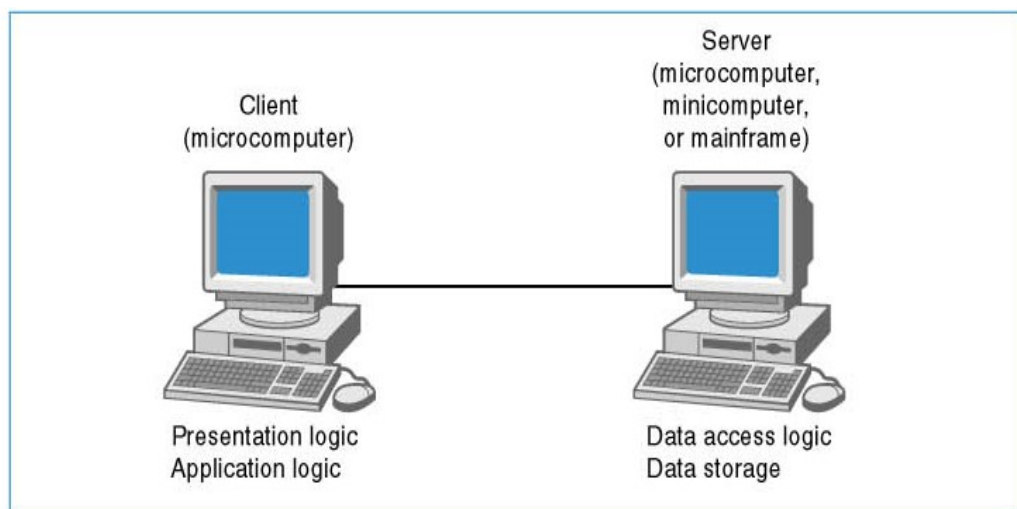 Client
(microcomputer)
Server
(microcomputer,
minicomputer,
or mainframe)
Presentation logic
Application logic
Data access logic
Data storage